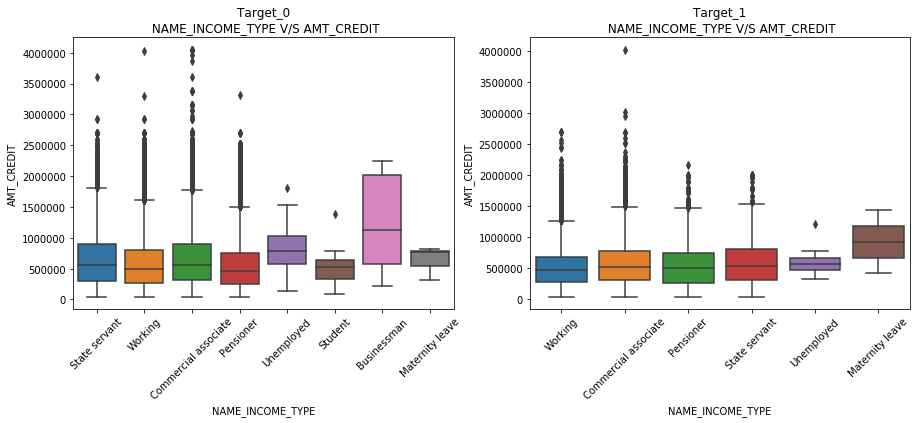 Target_0
NAME_INCOME_TYPE V/S AMT_CREDIT
4000000
3500000
3000000
2500000
2000000
1500000
1000000
500000
0
AMT_CREDIT
State servant
Working
Commercial associate
Pensioner
Unemployed
Student
Businessman
Maternity leave
NAME_INCOME_TYPE
Target_1
NAME_INCOME_TYPE V/S AMT_CREDIT
4000000
3500000
3000000
2500000
2000000
1500000
1000000
500000
0
AMT_CREDIT
Working
Commercial associate
Pensioner
State servant
Unemployed
Maternity leave
NAME_INCOME_TYPE